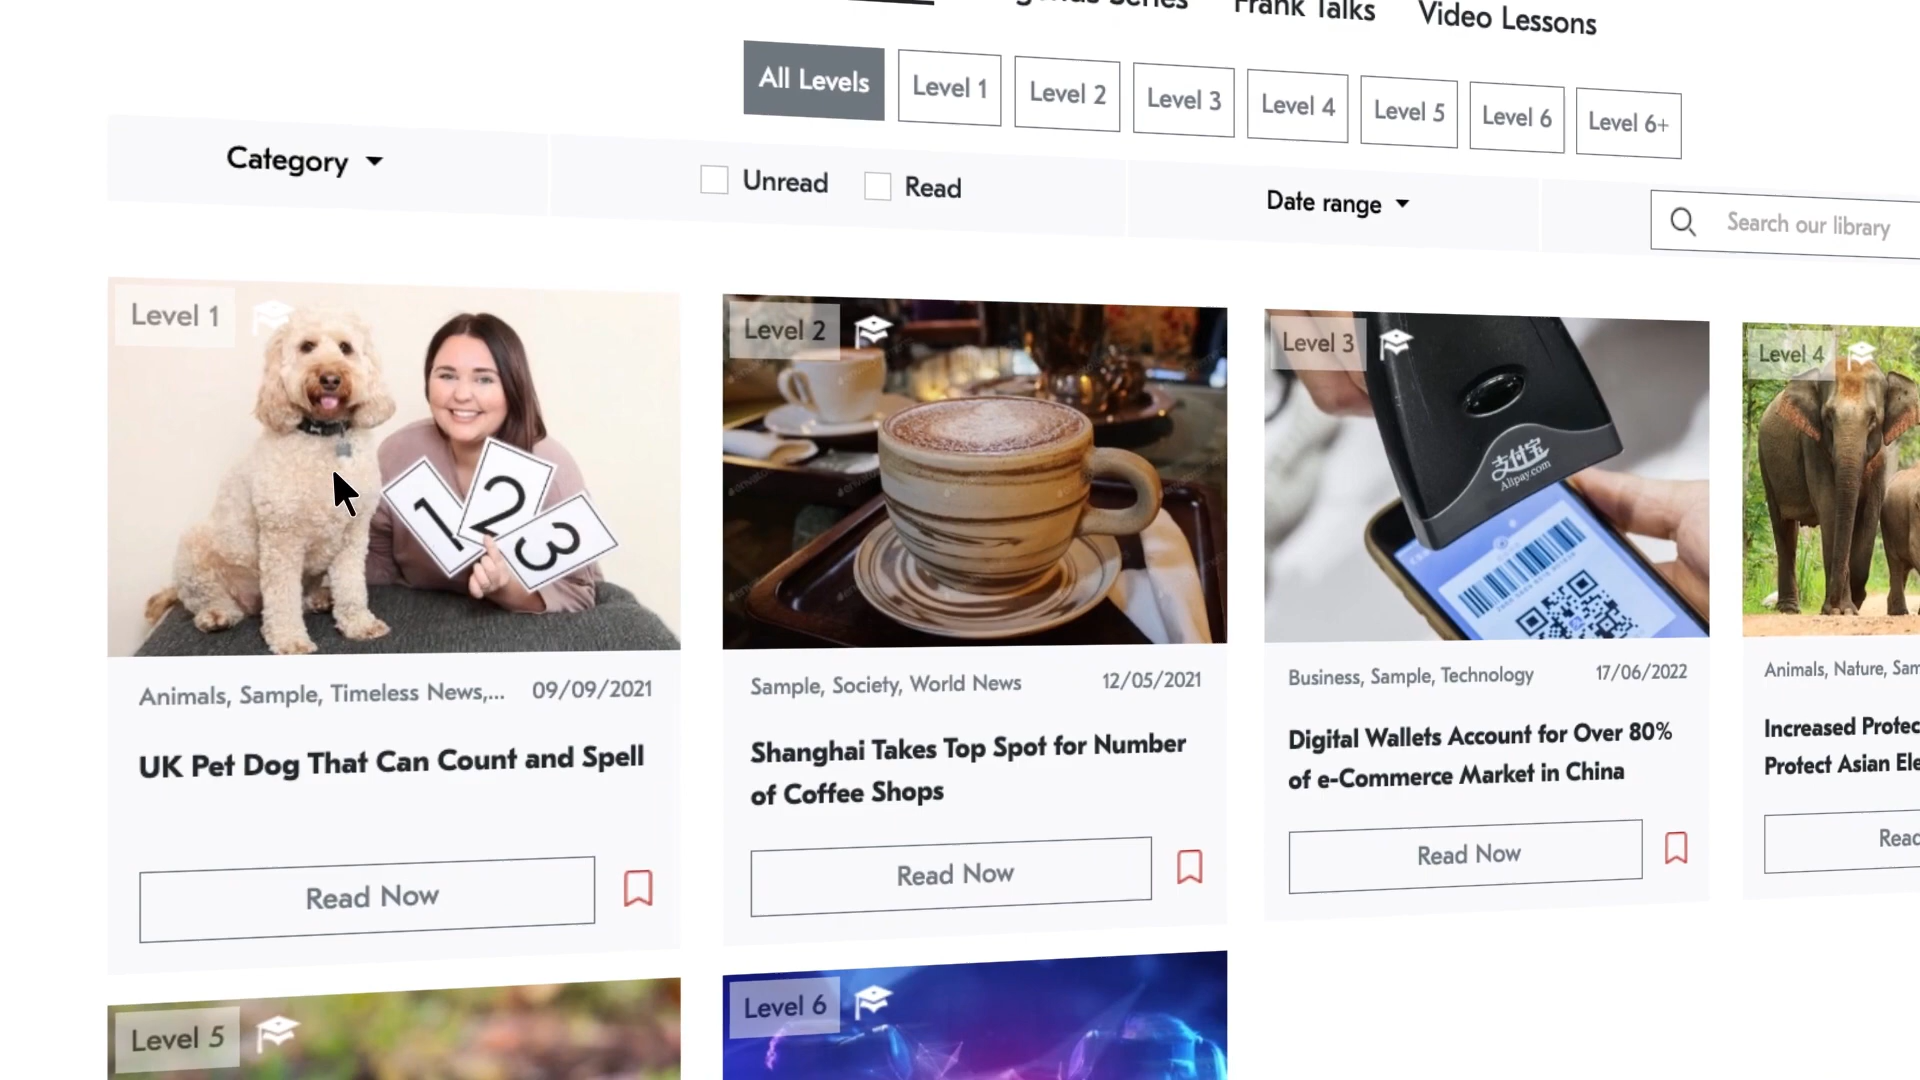 Series
Frank Talks
Video Lessons
All Levels
Level 1
Level 2
Level 3
Level 4
Level 5
Level 6
Level 6+
Category
Unread
Read
Date range
Search our library
Level 1
1
2
3
Animals, Sample, Timeless News,...
09/09/2021
UK Pet Dog That Can Count and Spell
Read Now
Level 2
Sample, Society, World News
12/05/2021
Shanghai Takes Top Spot for Number
of Coffee Shops
Read Now
Level 3
支付宝
Alipay.com
Business, Sample, Technology
17/06/2022
Digital Wallets Account for Over 80%
of e-Commerce Market in China
Read Now
Level 4
Animals, Nature, Sam
Increased Protec
Protect Asian Ele
Read
Level 5
Level 6